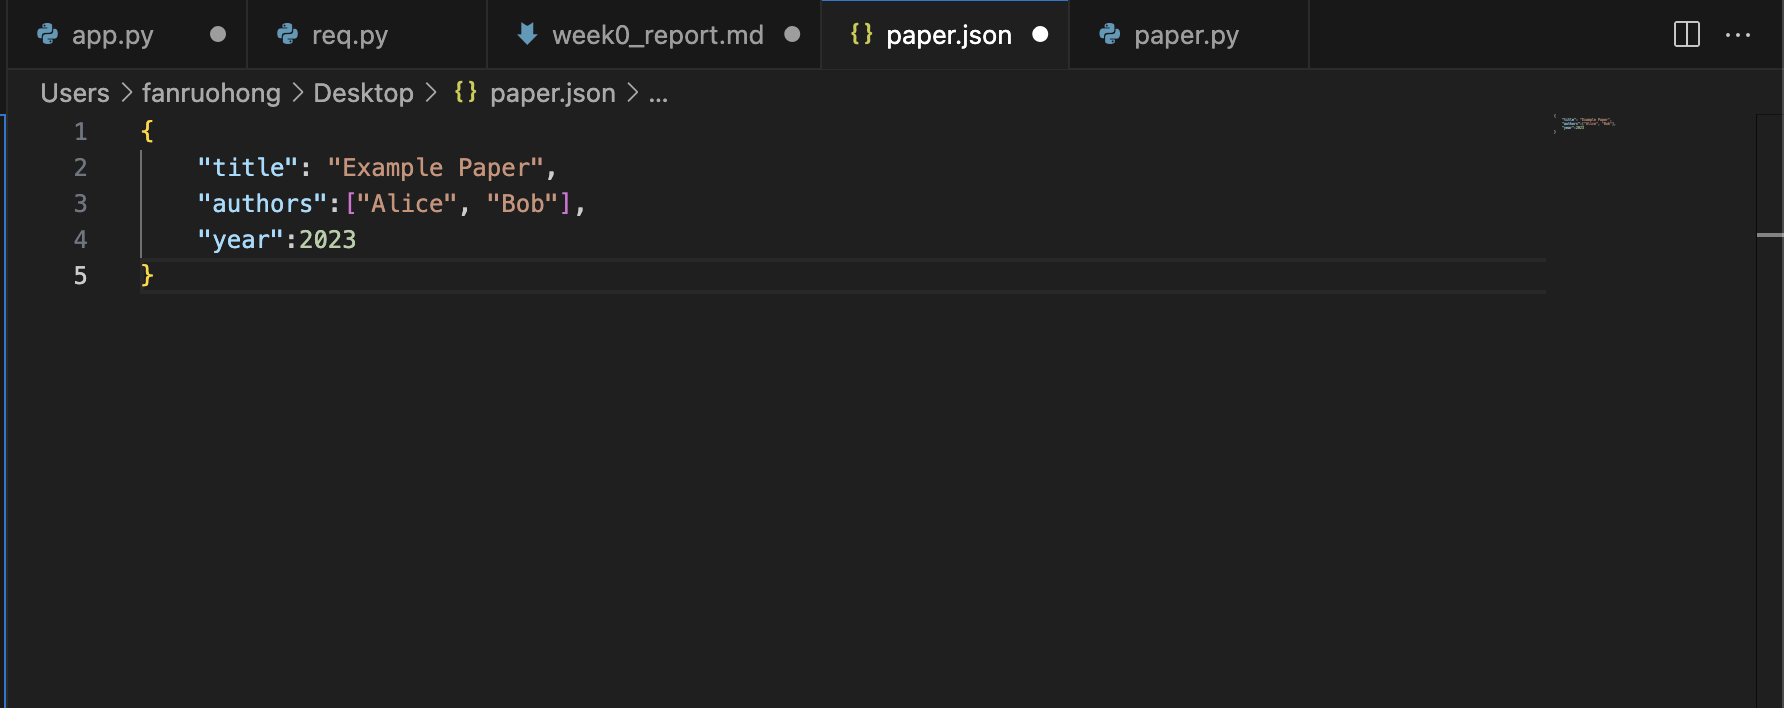 app.py req.py week0_report.md paper.json paper.py ...
Users > fanruohong > Desktop > {} paper.json > ...
1 {
2 "title": "Example Paper",
3 "authors":["Alice", "Bob"],
4 "year":2023
5 }